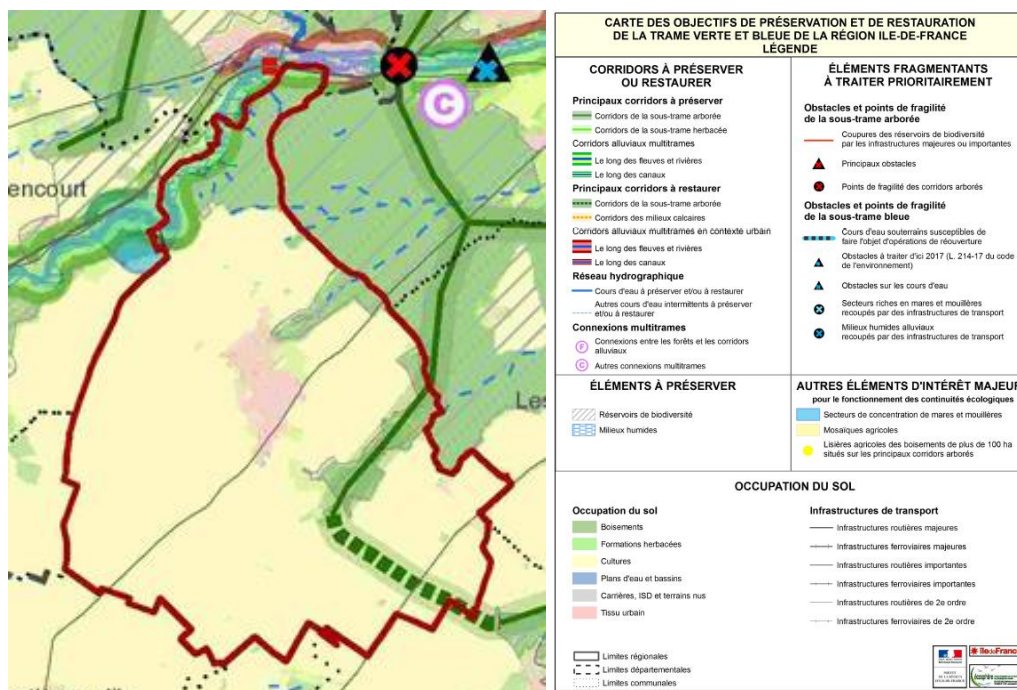 encourt
Les
C
CARTE DES OBJECTIFS DE PRÉSERVATION ET DE RESTAURATION
DE LA TRAME VERTE ET BLEUE DE LA RÉGION ILE-DE-FRANCE
LÉGENDE
CORRIDORS À PRÉSERVER
OU RESTAURER
Principaux corridors à préserver
Corridors de la sous-trame arborée
Corridors de la sous-trame herbacée
Corridors alluviaux multitrames
Le long des fleuves et rivières
Le long des canaux
Principaux corridors à restaurer
Corridors de la sous-trame arborée
Corridors des milieux calcaires
Corridors alluviaux multitrames en contexte urbain
Le long des fleuves et rivières
Le long des canaux
Réseau hydrographique
Cours d'eau à préserver et/ou à restaurer
Autres cours d'eau intermittents à préserver
et/ou à restaurer
Connexions multitrames
F
Connexions entre les forêts et les corridors
alluviaux
C
Autres connexions multitrames
ÉLÉMENTS FRAGMENTANTS
À TRAITER PRIORITAIREMENT
Obstacles et points de fragilité
de la sous-trame arborée
Coupures des réservoirs de biodiversité
par les infrastructures majeures ou importantes
Principaux obstacles
Points de fragilité des corridors arborés
Obstacles et points de fragilité
de la sous-trame bleue
Cours d'eau souterrains susceptibles de
faire l'objet d'opérations de réouverture
Obstacles à traiter d'ici 2017 (L. 214-17 du code
de l'environnement)
Obstacles sur les cours d'eau
Secteurs riches en mares et mouillères
recoupés par des infrastructures de transport
Milieux humides alluviaux
recoupés par des infrastructures de transport
ÉLÉMENTS À PRÉSERVER
Réservoirs de biodiversité
Milieux humides
AUTRES ÉLÉMENTS D'INTÉRÊT MAJEUR
pour le fonctionnement des continuités écologiques
Secteurs de concentration de mares et mouillères
Mosaïques agricoles
Lisières agricoles des boisements de plus de 100 ha
situés sur les principaux corridors arborés
OCCUPATION DU SOL
Occupation du sol
Boisements
Formations herbacées
Cultures
Plans d'eau et bassins
Carrières, ISD et terrains nus
Tissu urbain
Infrastructures de transport
Infrastructures routières majeures
Infrastructures ferroviaires majeures
Infrastructures routières importantes
Infrastructures ferroviaires importantes
Infrastructures routières de 2e ordre
Infrastructures ferroviaires de 2e ordre
Limites régionales
Limites départementales
Limites communales